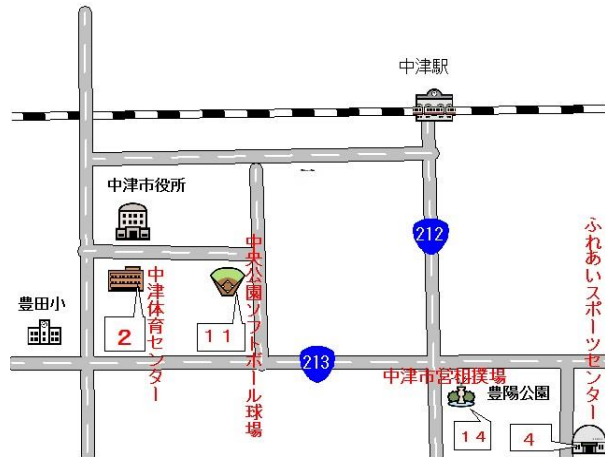 中津駅
中津市役所
212
中央公園ソフトボール球場
ふれあいスポーツセンター
中津体育センター
豊田小
2
11
213
中津市営相撲場
豊陽公園
14
4